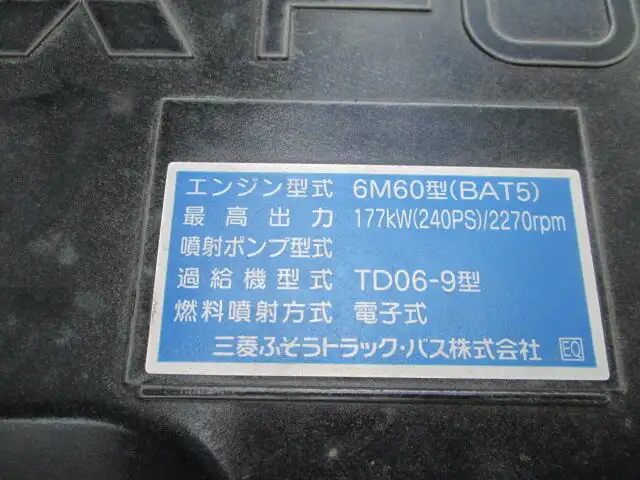 FU
エンジン型式 6M60型(BAT5)
最高出力 177kW(240PS)/2270rpm
噴射ポンプ型式
過給機型式 TD06-9型
燃料噴射方式 電子式
三菱ふそうトラック・バス株式会社 EQ